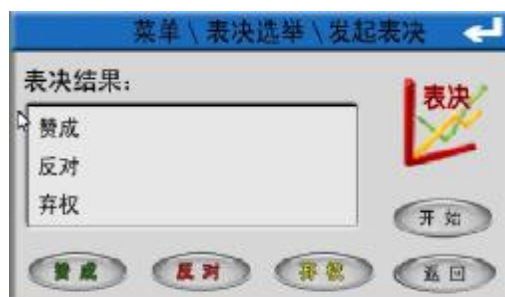 菜单 \ 表决选举 \ 发起表决
表决结果：
表决
赞成
反对
弃权
开 始
赞 成
反 对
弃 权
返 回